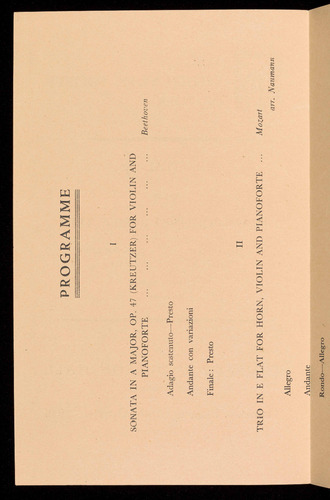 PROGRAMME
I
SONATA IN A MAJOR, OP. 47 (KREUTZER) FOR VIOLIN AND
PIANOFORTE ... ... ... ... ... ... Beethoven
Adagio sostenuto—Presto
Andante con variazioni
Finale: Presto
II
TRIO IN E FLAT FOR HORN, VIOLIN AND PIANOFORTE ... Mozart
arr. Naumann
Allegro
Andante
Rondo—Allegro